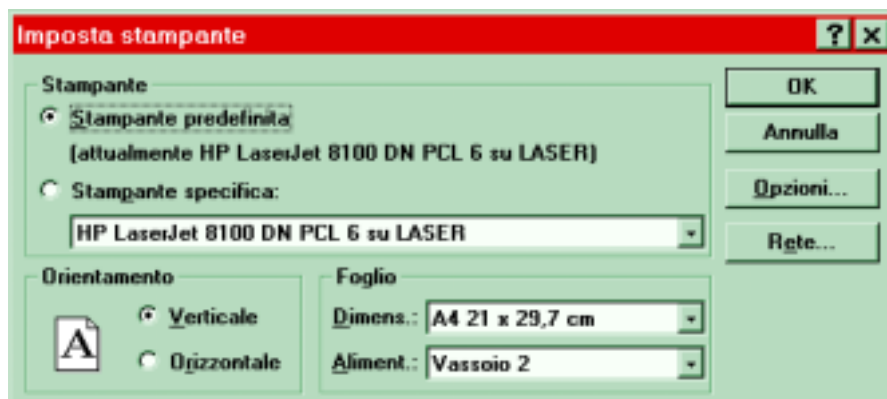 Imposta stampante
? x
Stampante
OK
Stampante predefinita
Annulla
(attualmente HP LaserJet 8100 DN PCL 6 su LASER)
Stampante specifica:
Opzioni...
HP LaserJet 8100 DN PCL 6 su LASER
Rete...
Orientamento
Foglio
A
Verticale
Dimens.: A4 21 x 29,7 cm
Orizzontale
Aliment.: Vassoio 2